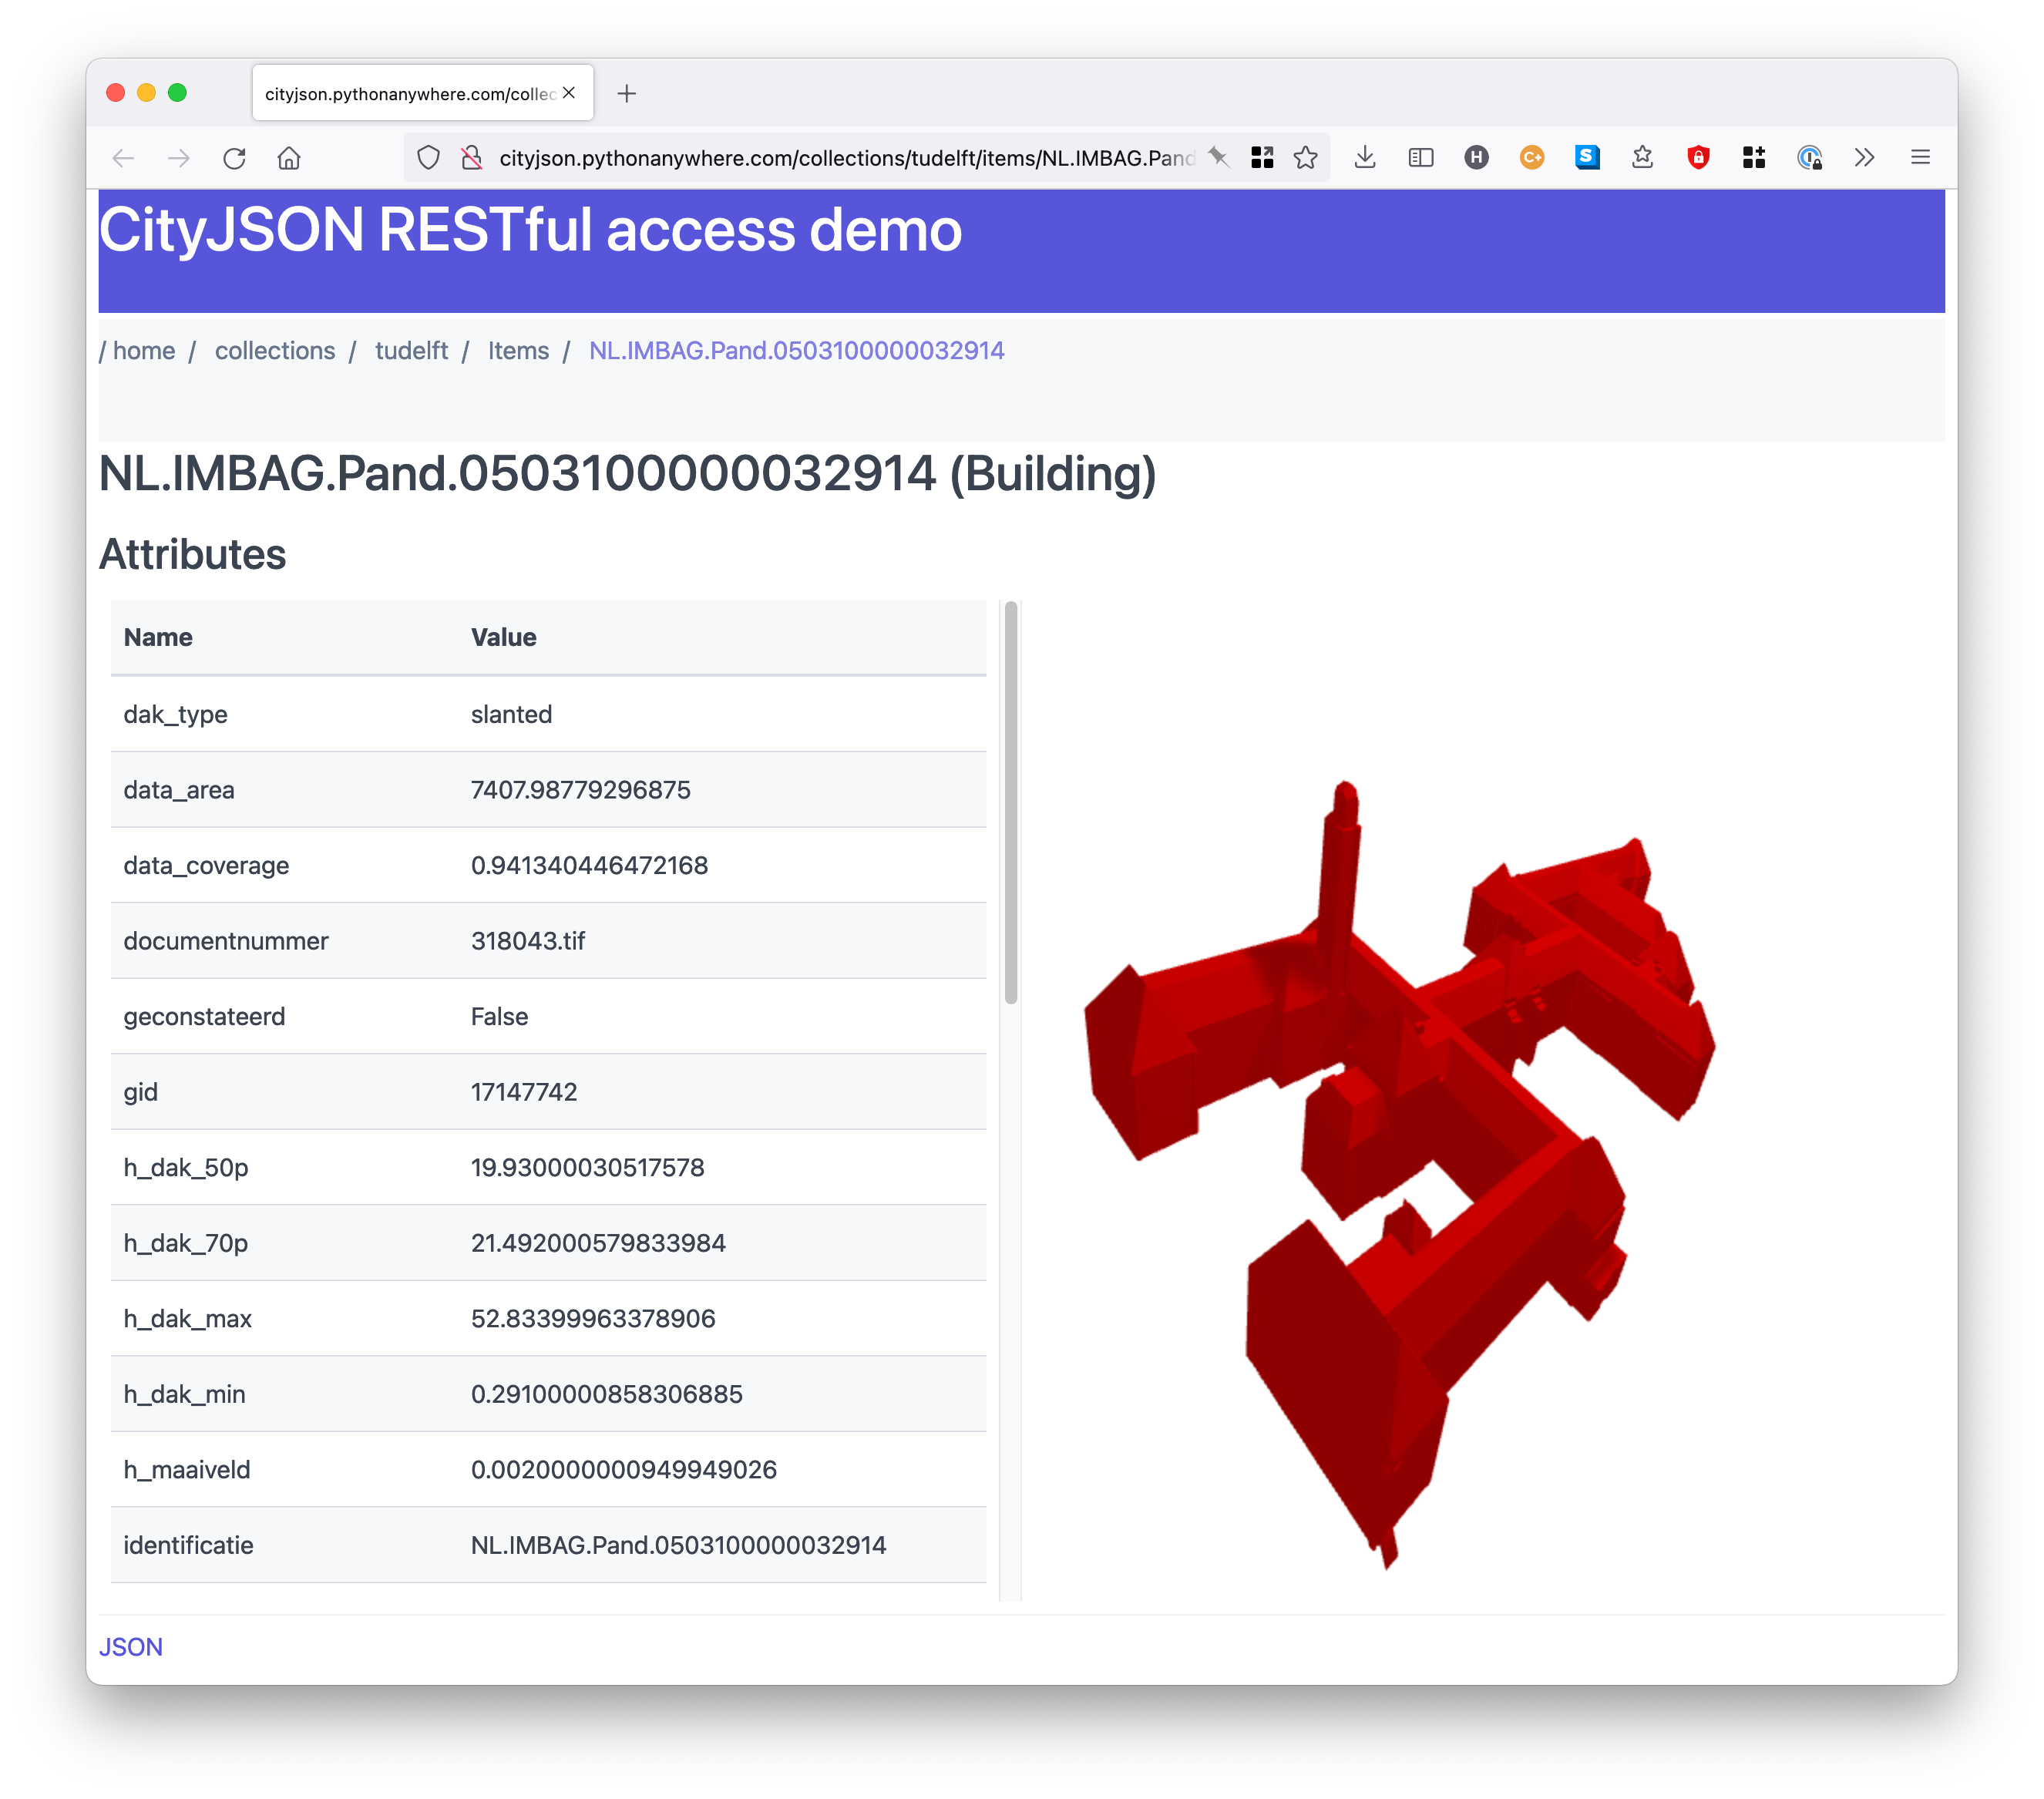 cityjson.pythonanywhere.com/collec
cityjson.pythonanywhere.com/collections/tudelft/items/NL.IMBAG.Pand
CityJSON RESTful access demo
/ home / collections / tudelft / Items / NL.IMBAG.Pand.0503100000032914
NL.IMBAG.Pand.0503100000032914 (Building)
Attributes
Name Value
dak_type slanted
data_area 7407.98779296875
data_coverage 0.941340446472168
documentnummer 318043.tif
geconstateerd False
gid 17147742
h_dak_50p 19.93000030517578
h_dak_70p 21.492000579833984
h_dak_max 52.83399963378906
h_dak_min 0.29100000858306885
h_maaiveld 0.0020000000949949026
identificatie NL.IMBAG.Pand.0503100000032914
JSON